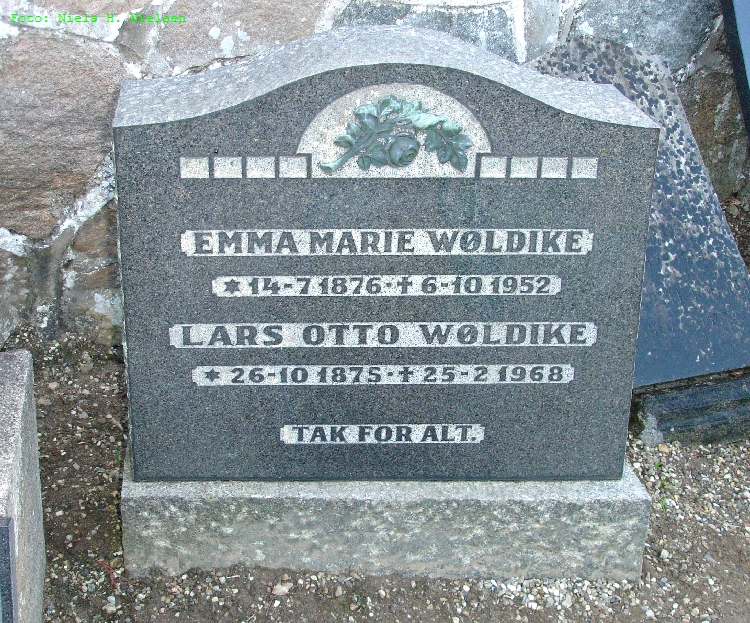 Foto: Niels H. Abelsen
EMMA MARIE WØLDIKE
✶ 14-7 1876-✝ 6-10 1952
LARS OTTO WØLDIKE
✶ 26-10 1875-✝ 25-2 1968
TAK FOR ALT.